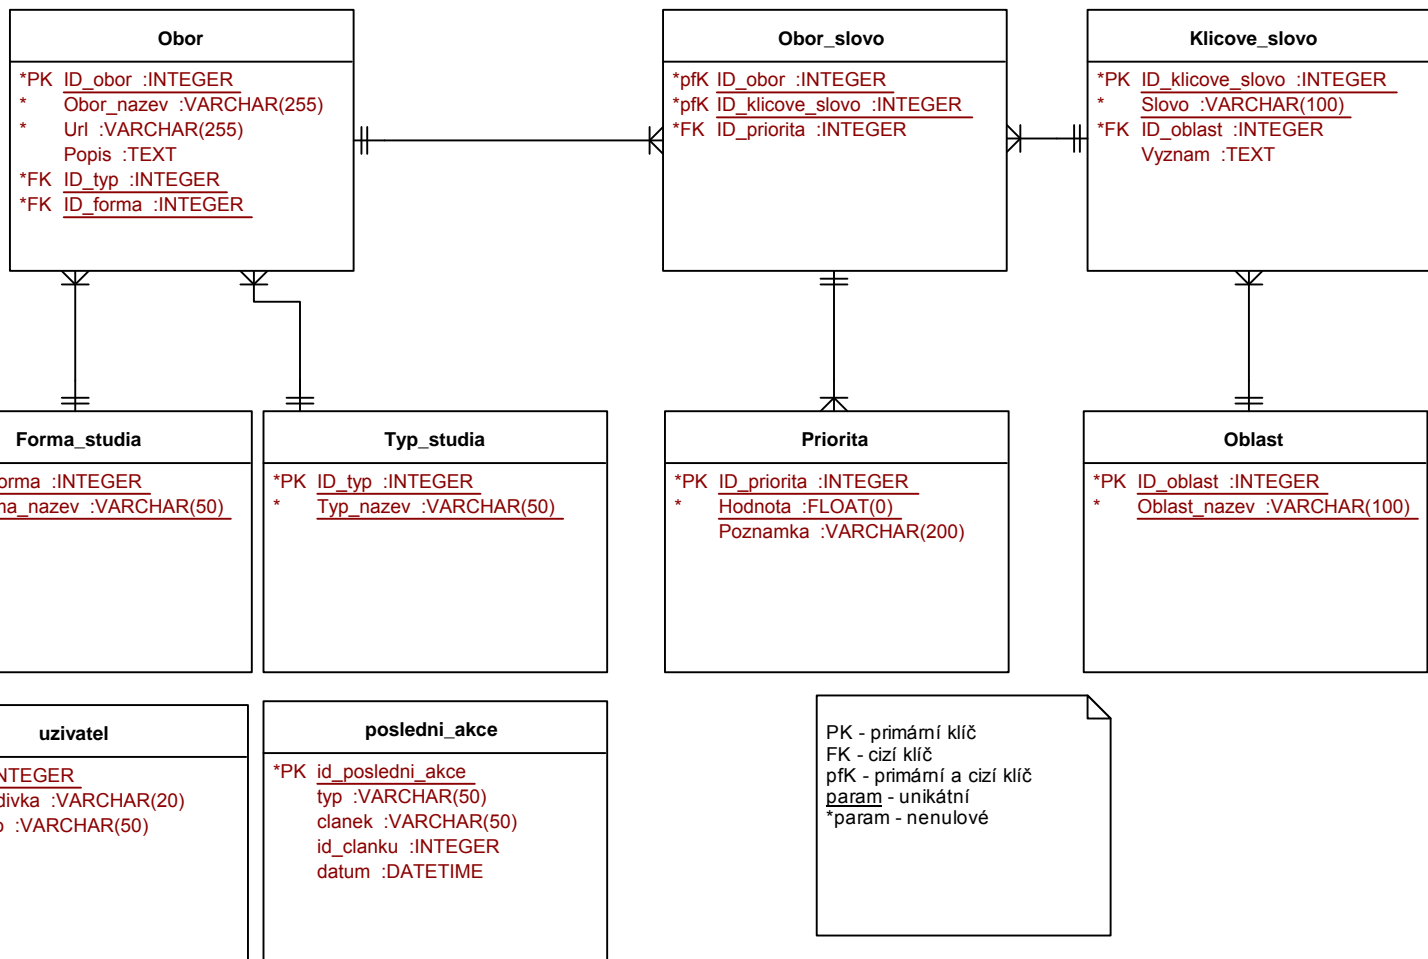 Obor
*PK ID_obor :INTEGER
* Obor_nazev :VARCHAR(255)
* Url :VARCHAR(255)
Popis :TEXT
*FK ID_typ :INTEGER
*FK ID_forma :INTEGER
Obor_slovo
*pfK ID_obor :INTEGER
*pfK ID_klicove_slovo :INTEGER
*FK ID_priorita :INTEGER
Klicove_slovo
*PK ID_klicove_slovo :INTEGER
* Slovo :VARCHAR(100)
*FK ID_oblast :INTEGER
Vyznam :TEXT
Forma_studia
:INTEGER
_nazev :VARCHAR(50)
Typ_studia
*PK ID_typ :INTEGER
* Typ_nazev :VARCHAR(50)
Priorita
*PK ID_priorita :INTEGER
* Hodnota :FLOAT(0)
Poznamka :VARCHAR(200)
Oblast
*PK ID_oblast :INTEGER
* Oblast_nazev :VARCHAR(100)
uzivatel
NTEGER
divka :VARCHAR(20)
:VARCHAR(50)
posledni_akce
*PK id_posledni_akce
typ :VARCHAR(50)
clanek :VARCHAR(50)
id_clanku :INTEGER
datum :DATETIME
PK - primární klíč
FK - cizí klíč
pfK - primární a cizí klíč
param - unikátní
*param - nenulové